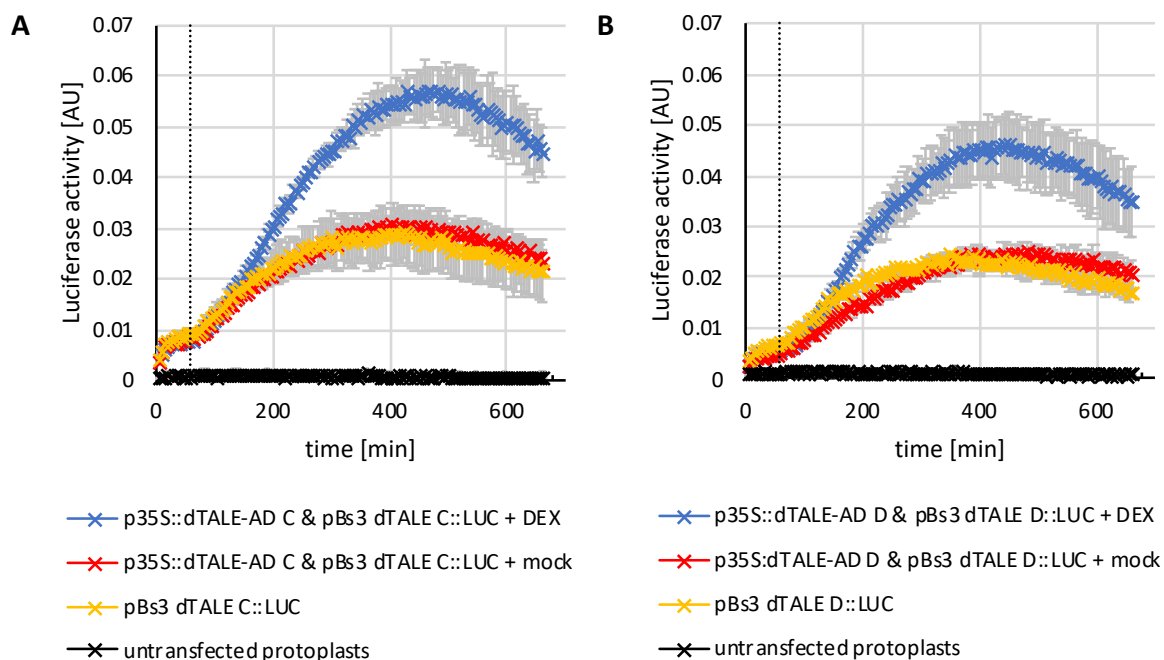 A
0.07
0.06
0.05
0.04
0.03
0.02
0.01
0
Luciferase activity [AU]
0 200 400 600
time [min]
p35S::dTALE-AD C & pBs3 dTALE C::LUC + DEX
p35S::dTALE-AD C & pBs3 dTALE C::LUC + mock
pBs3 dTALE C::LUC
untransfected protoplasts
B
0.07
0.06
0.05
0.04
0.03
0.02
0.01
0
Luciferase activity [AU]
0 200 400 600
time [min]
p35S::dTALE-AD D & pBs3 dTALE D::LUC + DEX
p35S:dTALE-AD D & pBs3 dTALE D::LUC + mock
pBs3 dTALE D::LUC
untransfected protoplasts